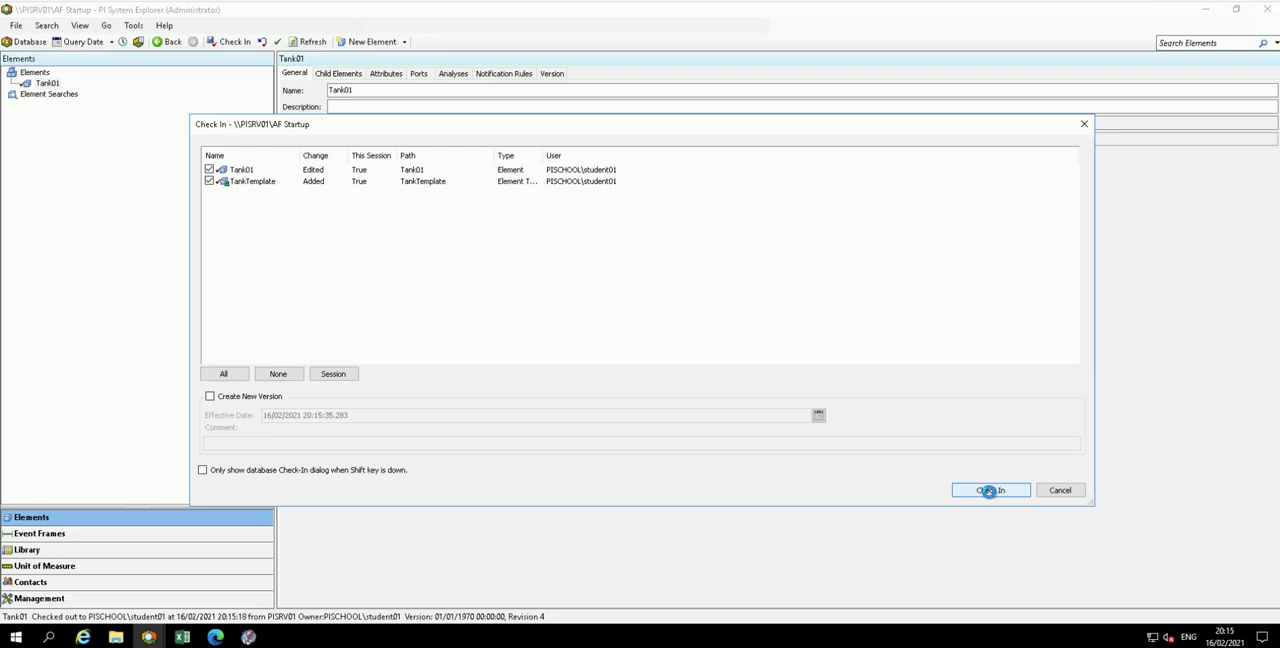 \\PISRV01\AF Startup - PI System Explorer (Administrator)
File Search View Go Tools Help
Database Query Date Back Check In Refresh New Element Search Elements
Elements
Elements
Tank01
Element Searches
Tank01
General Child Elements Attributes Ports Analyses Notification Rules Version
Name: Tank01
Description:
Check In - \\PISRV01\AF Startup
Name Change This Session Path Type User
Tank01 Edited True Tank01 Element PISCHOOL\student01
TankTemplate Added True TankTemplate Element T... PISCHOOL\student01
All None Session
Create New Version
Effective Date: 16/02/2021 20:15:35.283
Comment:
Only show database Check-In dialog when Shift key is down.
Check In Cancel
Elements
Event Frames
Library
Unit of Measure
Contacts
Management
Tank01 Checked out to PISCHOOL\student01 at 16/02/2021 20:15:18 from PISRV01 Owner:PISCHOOL\student01 Version: 01/01/1970 00:00:00, Revision 4
ENG
20:15
16/02/2021